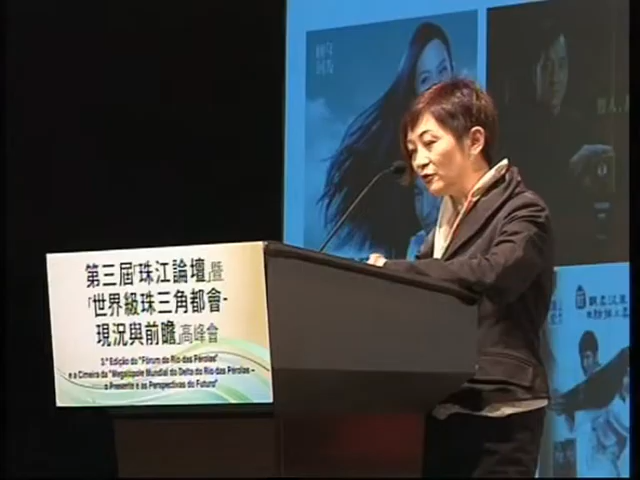 第三屆「珠江論壇」暨
「世界級珠三角都會-
現況與前瞻」高峰會
3.ª Edição do "Fórum do Rio das Pérolas"
e a Cimeira da "Megalópole Mundial do Delta do Rio das Pérolas –
o Presente e as Perspectivas do Futuro"